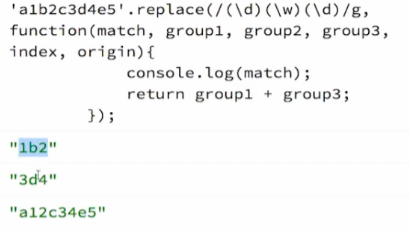 'a1b2c3d4e5'.replace(/(\d)(\w)(\d)/g,
function(match, group1, group2, group3,
index, origin){
console.log(match);
return group1 + group3;
});
"1b2"
"3d4"
"a12c34e5"